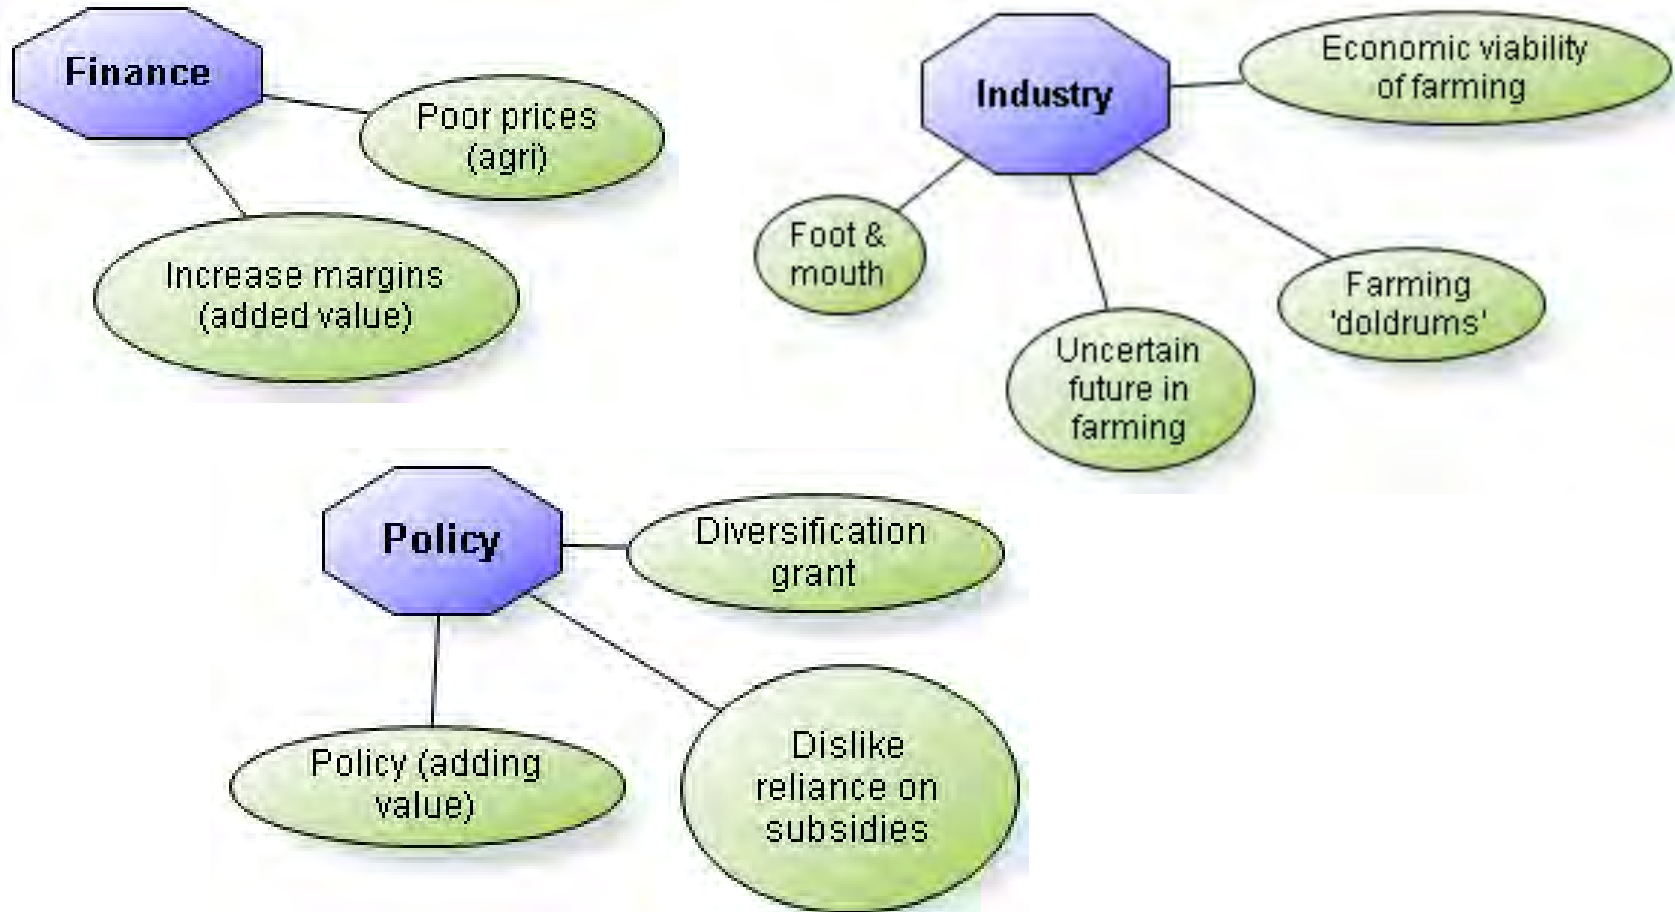 Finance
Poor prices
(agri)
Increase margins
(added value)
Industry
Economic viability
of farming
Foot &
mouth
Uncertain
future in
farming
Farming
'doldrums'
Policy
Diversification
grant
Policy (adding
value)
Dislike
reliance on
subsidies